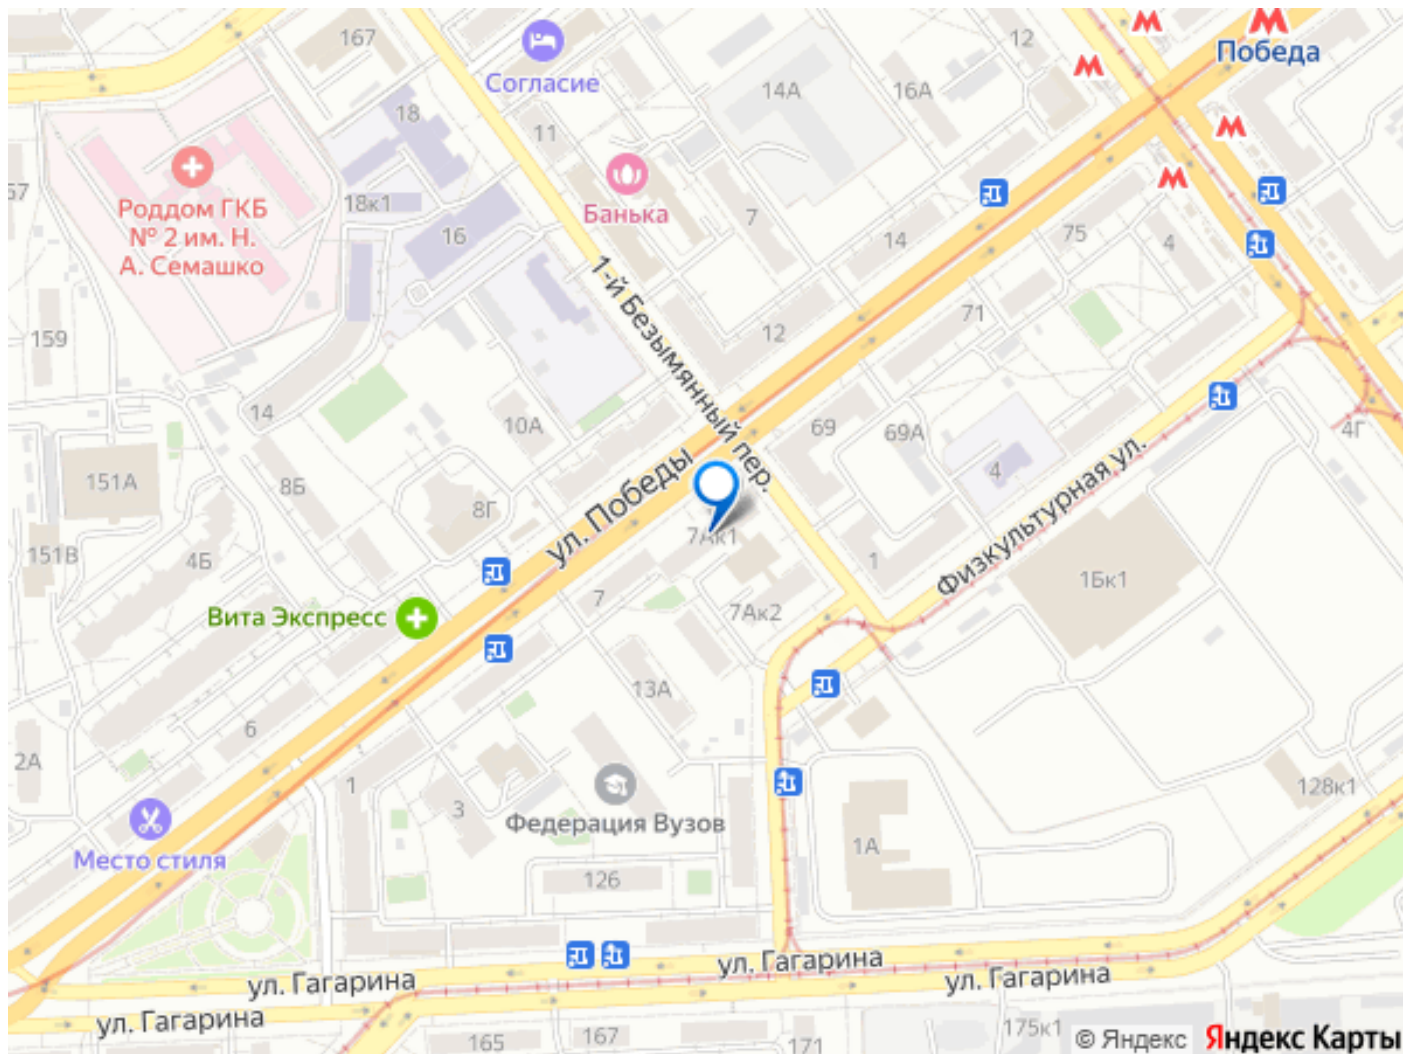 167
Согласие
12
Победа
14А
16А
18
11
Роддом ГКБ
№ 2 им. Н.
А. Семашко
57
18к1
Банька
16
7
14
75
4
1-й Безымянный пер.
159
12
71
14
10А
69
69А
4
4Г
151А
8Б
8Г
ул. Победы
7Ак1
Физкультурная ул.
151В
4Б
1
1Бк1
Вита Экспресс
7
7Ак2
13А
6
2А
1
3
128к1
Федерация Вузов
Место стиля
1А
126
ул. Гагарина
ул. Гагарина
ул. Гагарина
ул. Гагарина
165
167
171
175к1
© Яндекс Яндекс Карты